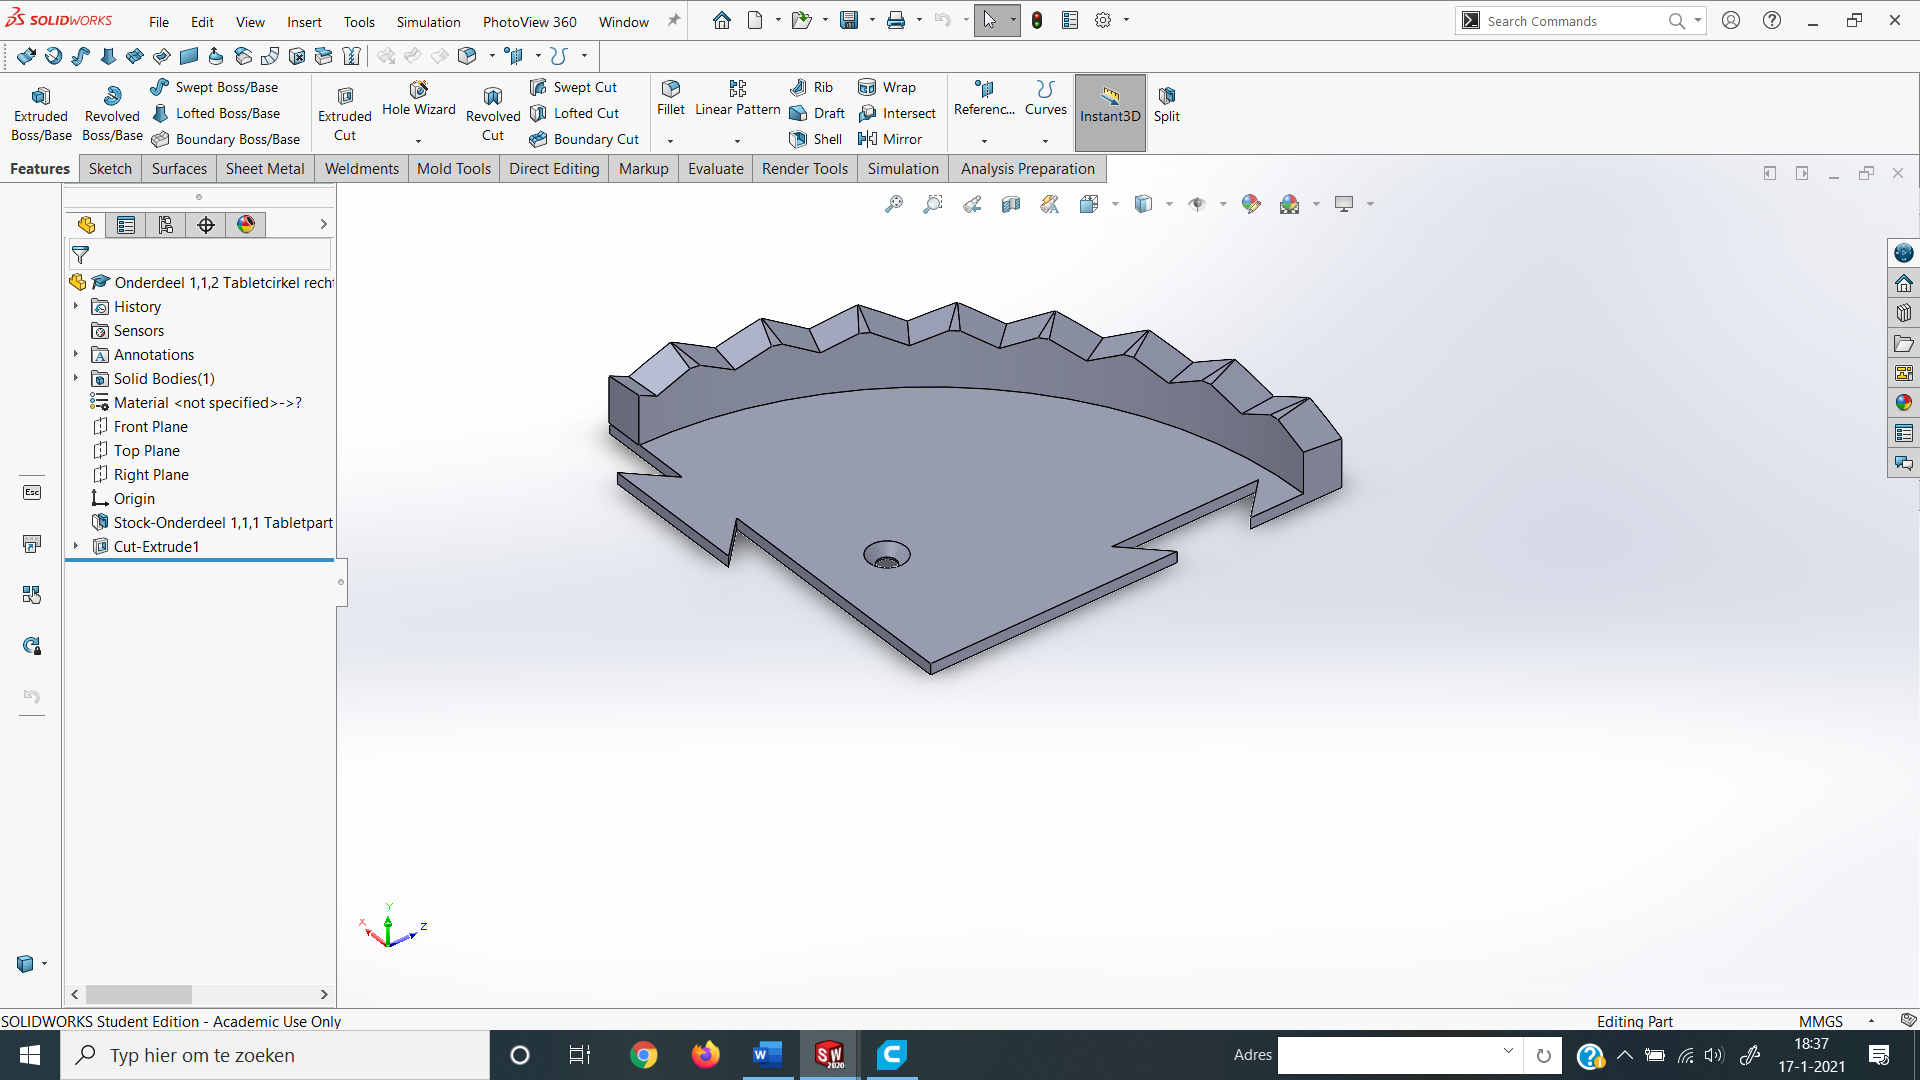 SOLIDWORKS File Edit View Insert Tools Simulation PhotoView 360 Window
Search Commands
Extruded Boss/Base
Revolved Boss/Base
Swept Boss/Base
Lofted Boss/Base
Boundary Boss/Base
Extruded Cut
Hole Wizard
Revolved Cut
Swept Cut
Lofted Cut
Boundary Cut
Fillet
Linear Pattern
Rib
Draft
Shell
Wrap
Intersect
Mirror
Referenc...
Curves
Instant3D
Split
Features Sketch Surfaces Sheet Metal Weldments Mold Tools Direct Editing Markup Evaluate Render Tools Simulation Analysis Preparation
Onderdeel 1,1,2 Tabletcirkel rech
History
Sensors
Annotations
Solid Bodies(1)
Material <not specified>->?
Front Plane
Top Plane
Right Plane
Origin
Stock-Onderdeel 1,1,1 Tabletpart
Cut-Extrude1
Esc
Y
X
Z
SOLIDWORKS Student Edition - Academic Use Only
Editing Part
MMGS
Typ hier om te zoeken
W
SW
2020
Adres
18:37
17-1-2021